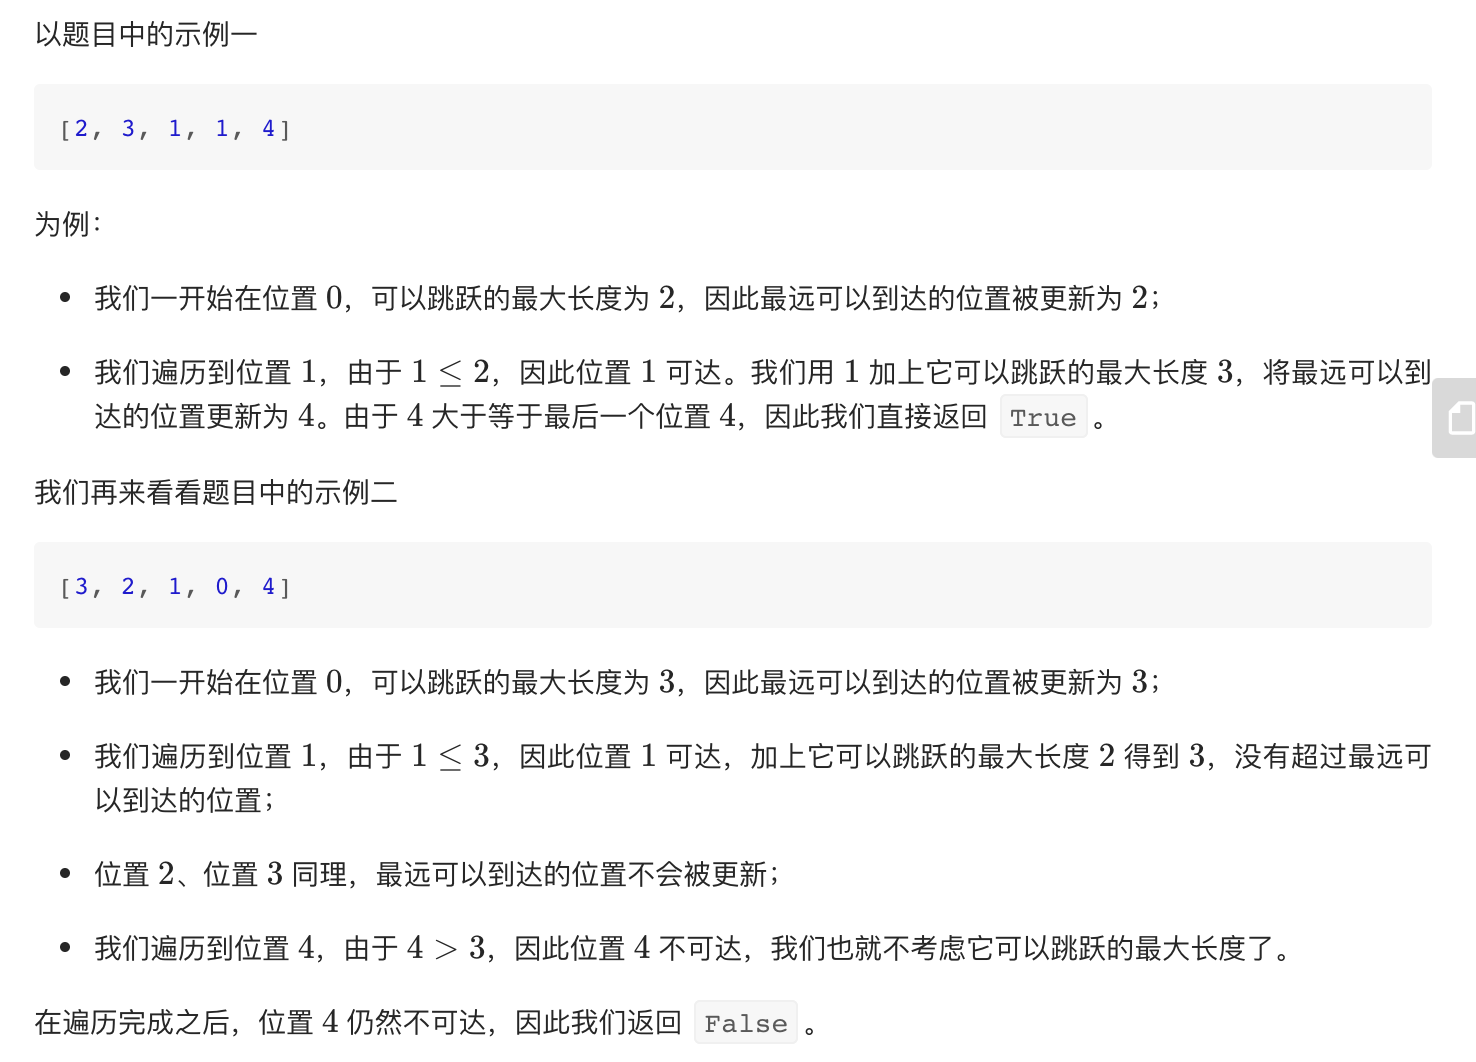 以题目中的示例一
[2, 3, 1, 1, 4]
为例：
• 我们一开始在位置 0，可以跳跃的最大长度为 2，因此最远可以到达的位置被更新为 2；
• 我们遍历到位置 1，由于 1 ≤ 2，因此位置 1 可达。我们用 1 加上它可以跳跃的最大长度 3，将最远可以到
达的位置更新为 4。由于 4 大于等于最后一个位置 4，因此我们直接返回 True 。
我们再来看看题目中的示例二
[3, 2, 1, 0, 4]
• 我们一开始在位置 0，可以跳跃的最大长度为 3，因此最远可以到达的位置被更新为 3；
• 我们遍历到位置 1，由于 1 ≤ 3，因此位置 1 可达，加上它可以跳跃的最大长度 2 得到 3，没有超过最远可
以到达的位置；
• 位置 2、位置 3 同理，最远可以到达的位置不会被更新；
• 我们遍历到位置 4，由于 4 > 3，因此位置 4 不可达，我们也就不考虑它可以跳跃的最大长度了。
在遍历完成之后，位置 4 仍然不可达，因此我们返回 False 。